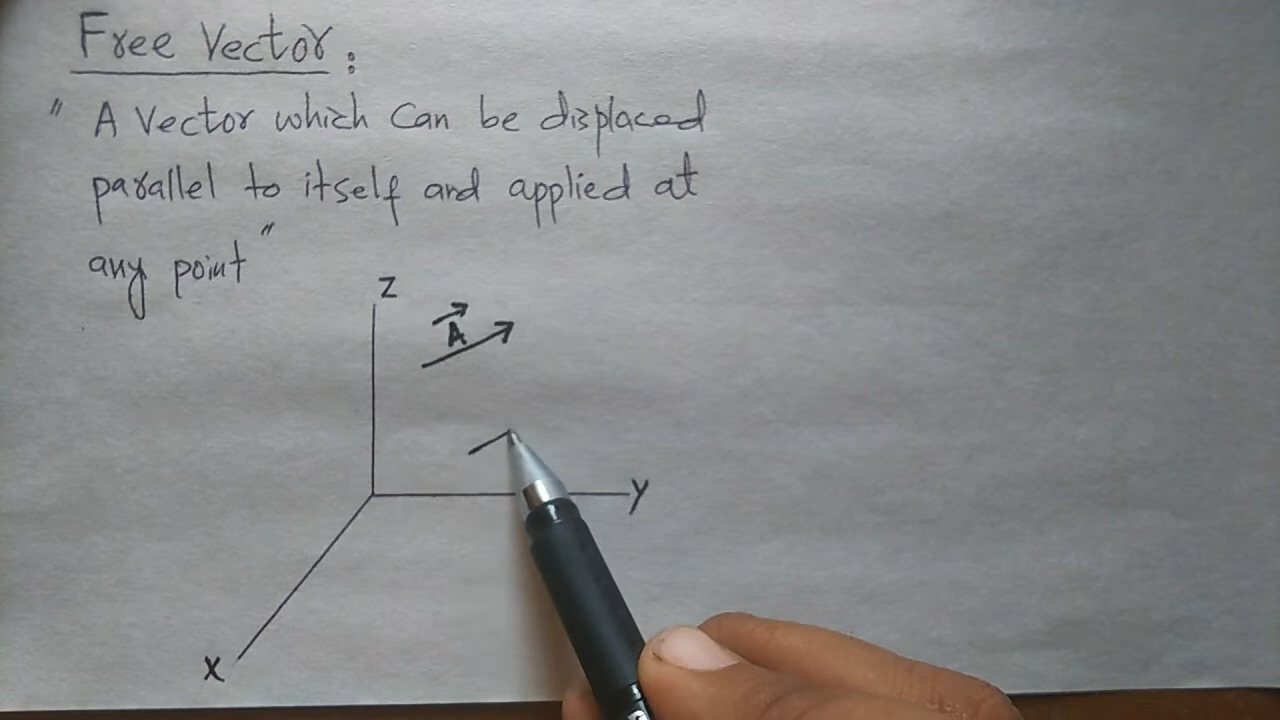 Free Vector:
" A Vector which can be displaced
parallel to itself and applied at
any point "
Z
A
Y
X